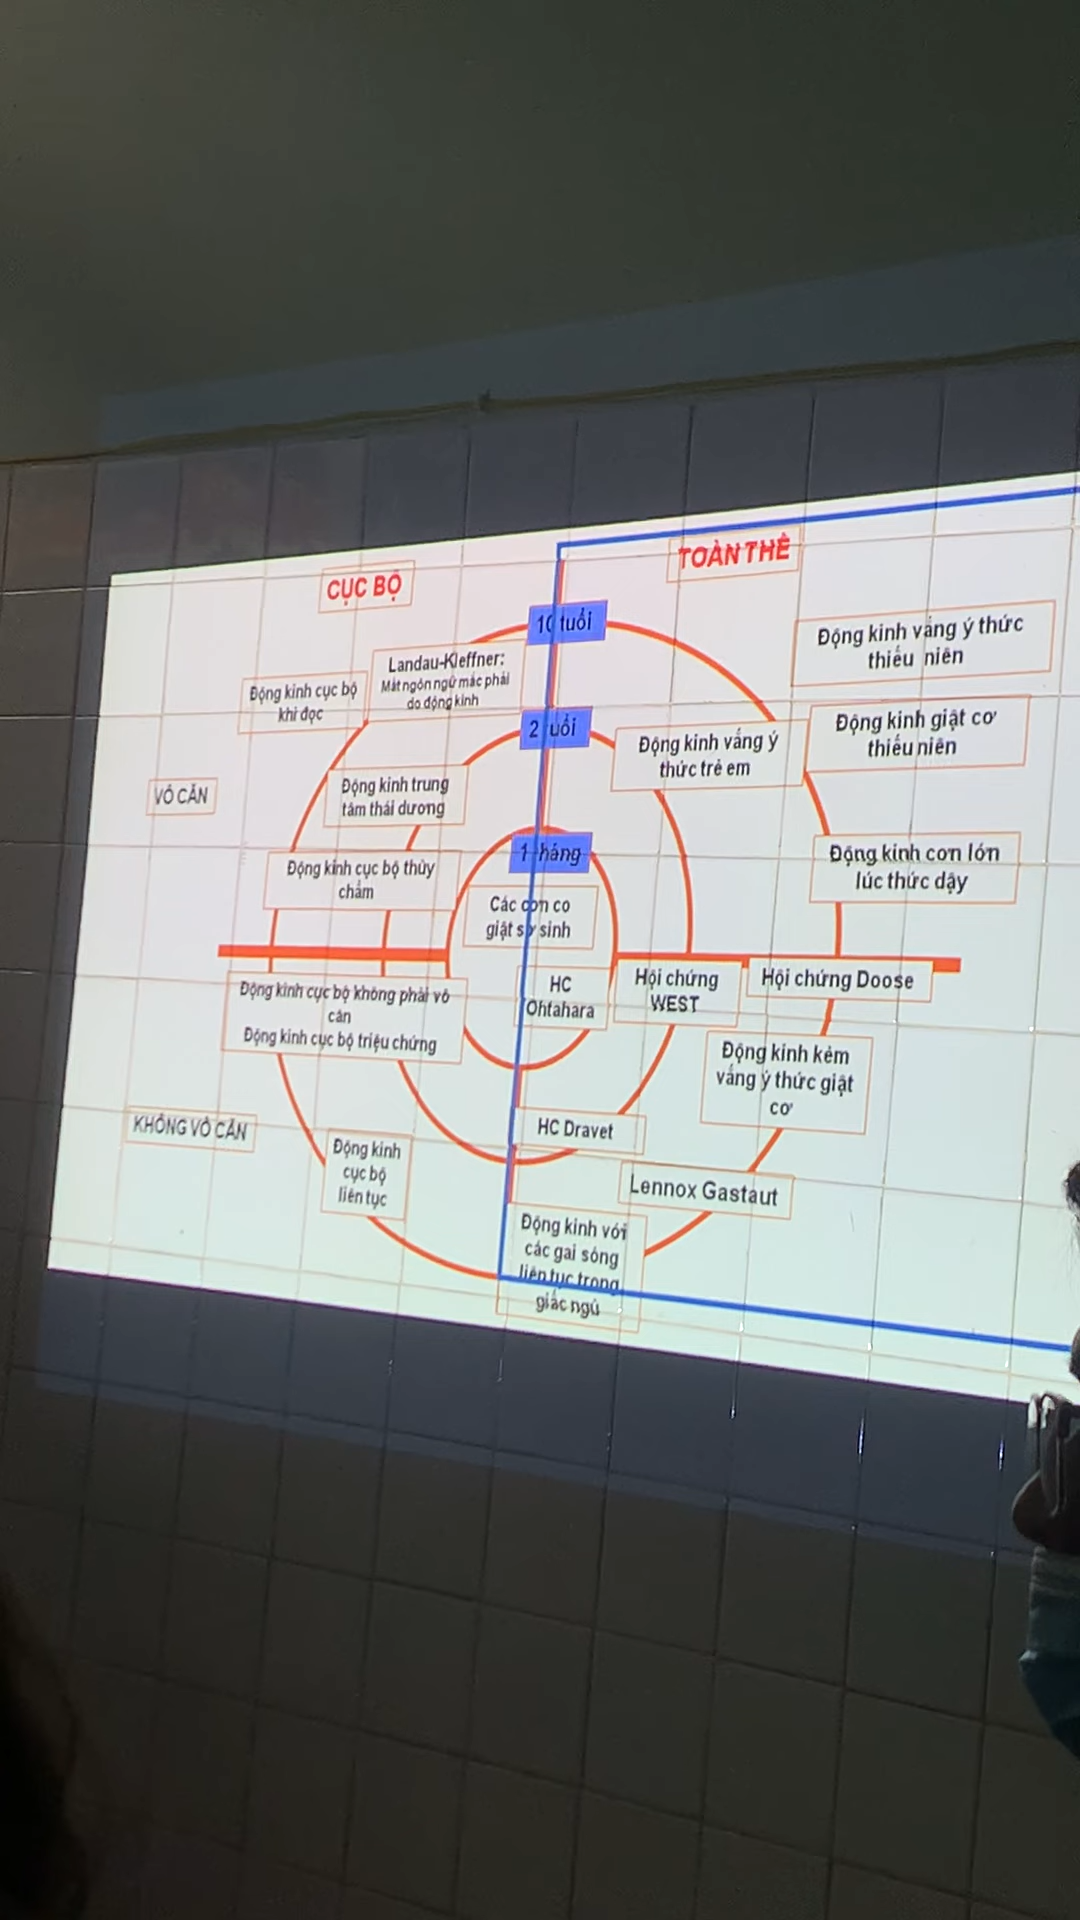 CỤC BỘ
TOÀN THỂ
10 tuổi
Động kinh vắng ý thức
thiếu niên
Landau-Kleffner:
Mất ngôn ngữ mắc phải
do động kinh
Động kinh cục bộ
khi đọc
2 tuổi
Động kinh giật cơ
thiếu niên
Động kinh vắng ý
thức trẻ em
VÔ CĂN
Động kinh trung
tâm thái dương
1 tháng
Động kinh cơn lớn
lúc thức dậy
Động kinh cục bộ thùy
chẩm
Các cơn co
giật sơ sinh
HC
Ohtahara
Hội chứng
WEST
Hội chứng Doose
Động kinh cục bộ không phải vô
căn
Động kinh cục bộ triệu chứng
Động kinh kèm
vắng ý thức giật
cơ
KHÔNG VÔ CĂN
HC Dravet
Động kinh
cục bộ
liên tục
Lennox Gastaut
Động kinh với
các gai sóng
liên tục trong
giấc ngủ